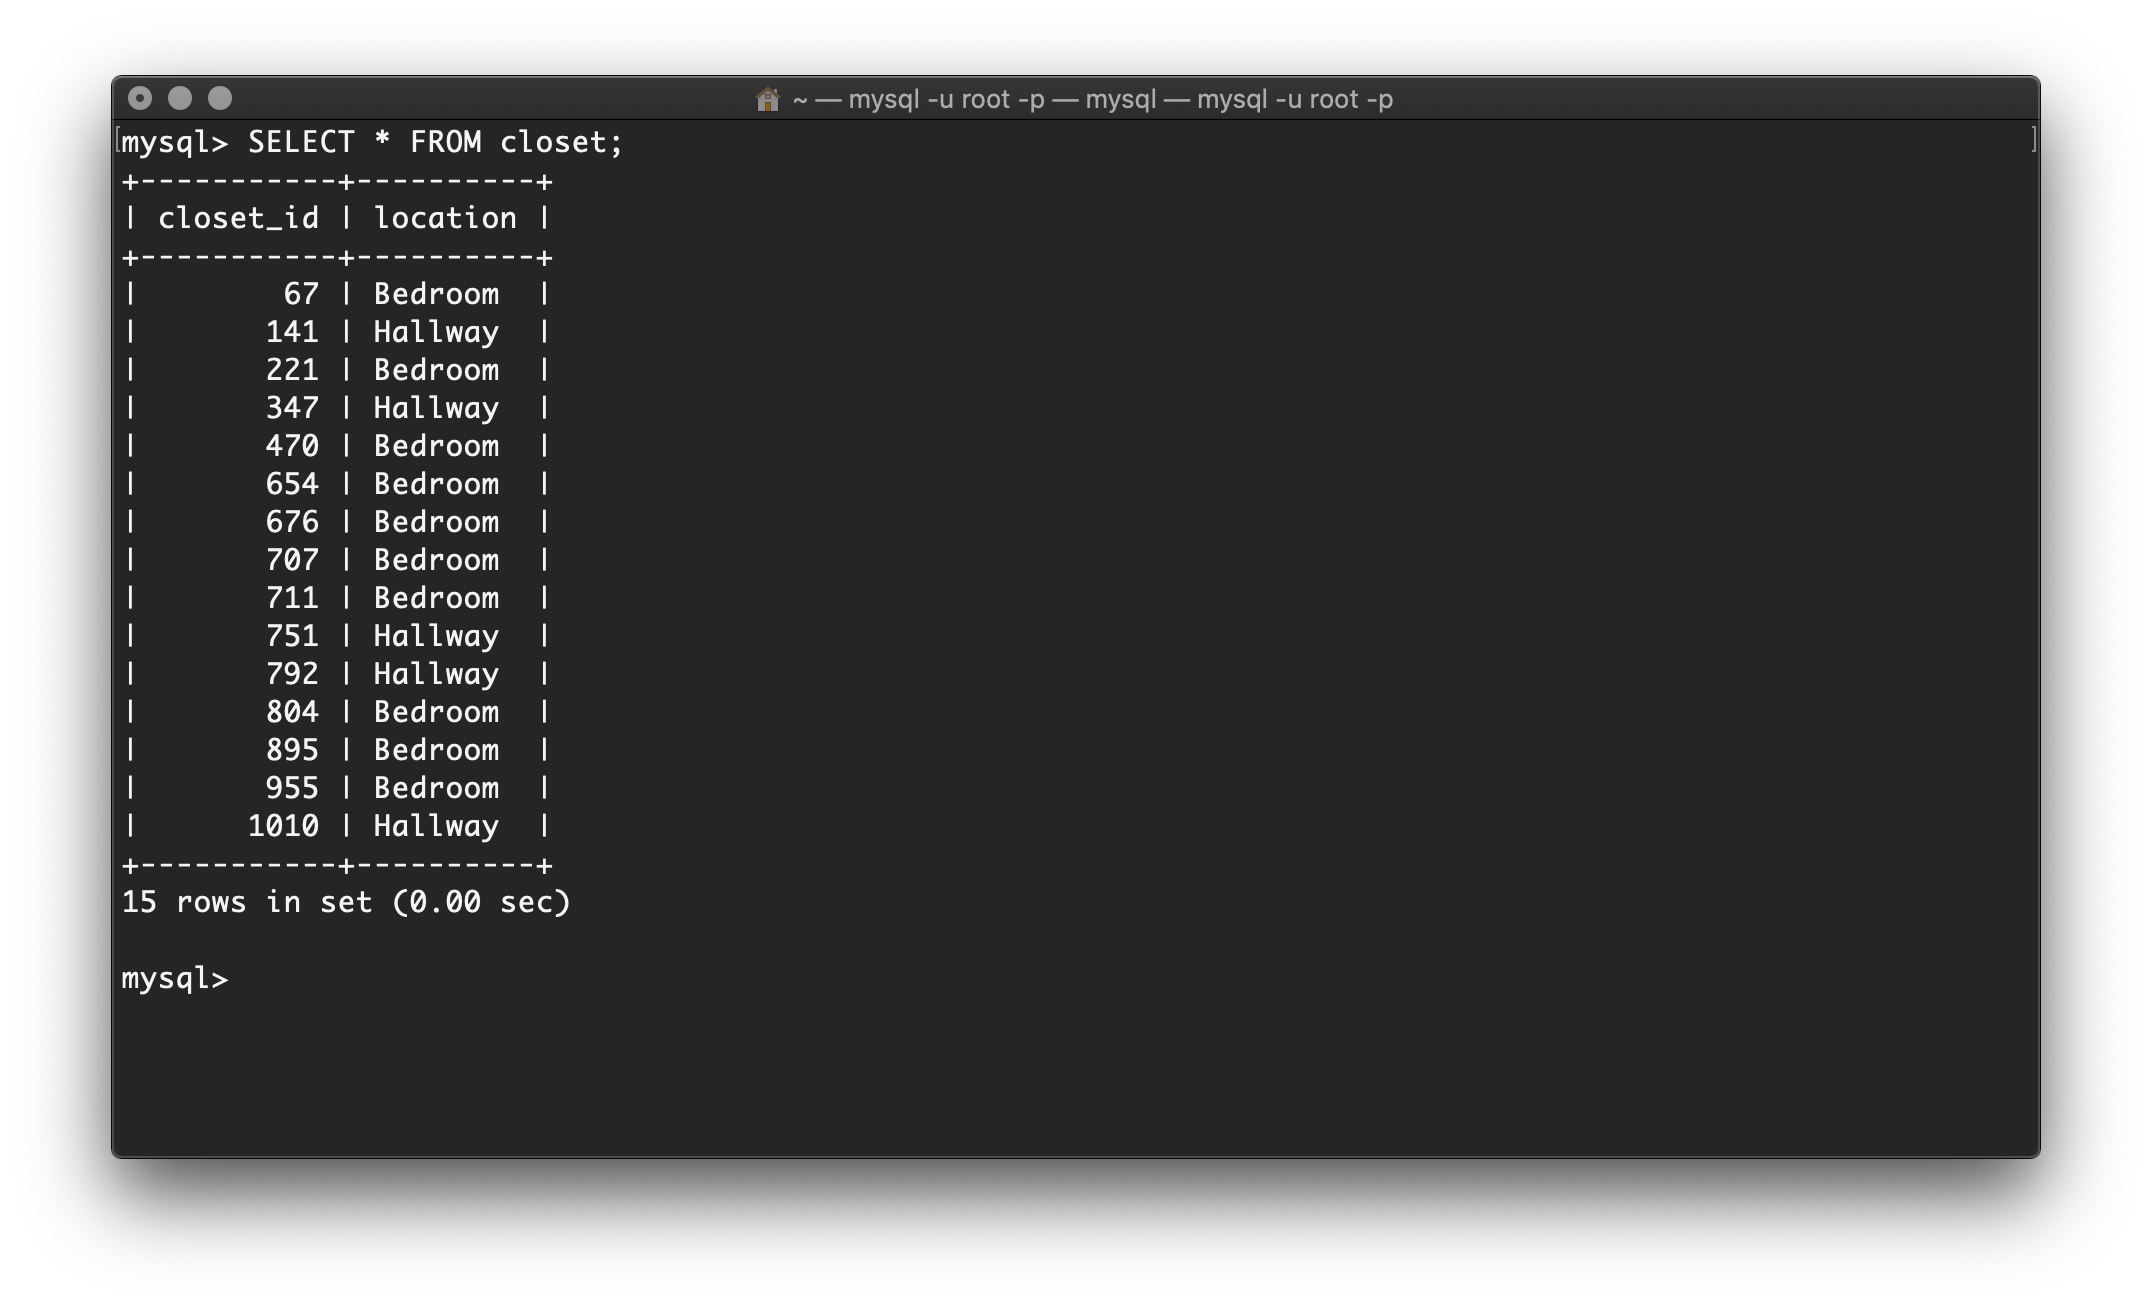 ~ — mysql -u root -p — mysql — mysql -u root -p
[mysql> SELECT * FROM closet; ]
+-----------+----------+
| closet_id | location |
+-----------+----------+
|        67 | Bedroom  |
|       141 | Hallway  |
|       221 | Bedroom  |
|       347 | Hallway  |
|       470 | Bedroom  |
|       654 | Bedroom  |
|       676 | Bedroom  |
|       707 | Bedroom  |
|       711 | Bedroom  |
|       751 | Hallway  |
|       792 | Hallway  |
|       804 | Bedroom  |
|       895 | Bedroom  |
|       955 | Bedroom  |
|      1010 | Hallway  |
+-----------+----------+
15 rows in set (0.00 sec)
mysql>